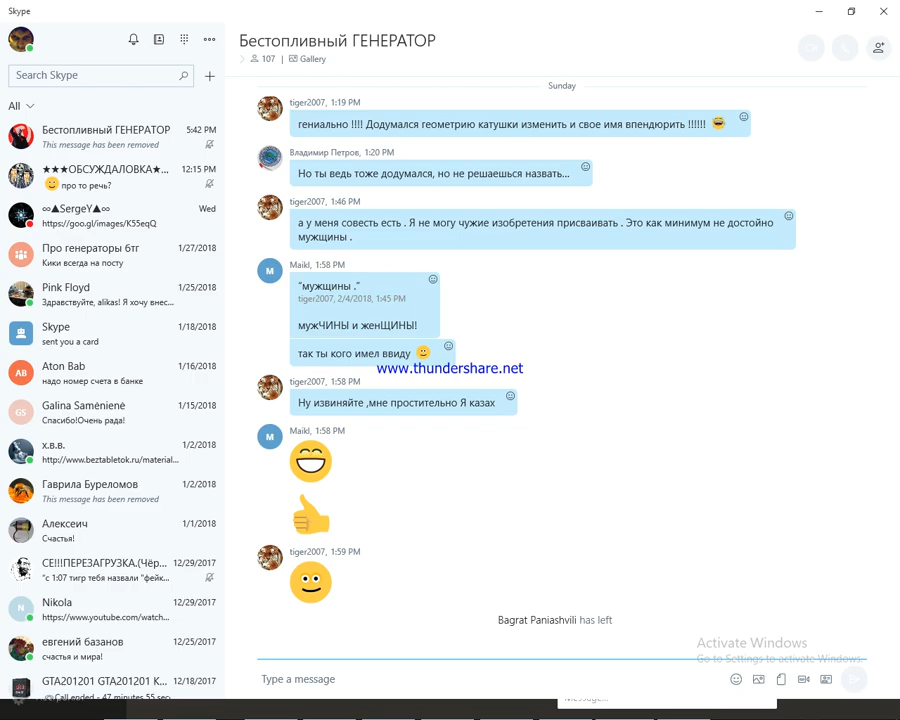 Skype
Search Skype
All
Бестопливный ГЕНЕРАТОР 5:42 PM
This message has been removed
★★★ОБСУЖДАЛОВКА★... 12:15 PM
про то речь?
∞▲SergeY▲∞ Wed
https://goo.gl/images/K55eqQ
Про генераторы бтг 1/27/2018
Кики всегда на посту
Pink Floyd 1/25/2018
Здравствуйте, alikas! Я хочу внес...
Skype 1/18/2018
sent you a card
AB
Aton Bab 1/16/2018
надо номер счета в банке
GS
Galina Samėnienė 1/15/2018
Спасибо!Очень рада!
х.в.в. 1/2/2018
http://www.beztabletok.ru/material...
Гаврила Буреломов 1/2/2018
This message has been removed
Алексеич 1/1/2018
Счастья!
СЕ!!!ПЕРЕЗАГРУЗКА.(Чёр... 12/29/2017
"с 1:07 тигр тебя назвали "фейк...
N
Nikola 12/29/2017
https://www.youtube.com/watch...
евгений базанов 12/25/2017
счастья и мира!
GTA201201 GTA201201 K... 12/18/2017
Call ended - 47 minutes 55 sec...
Бестопливный ГЕНЕРАТОР
107 | Gallery
Sunday
tiger2007, 1:19 PM
гениально !!!! Додумался геометрию катушки изменить и свое имя впендюрить !!!!!!
Владимир Петров, 1:20 PM
Но ты ведь тоже додумался, но не решаешься назвать...
tiger2007, 1:46 PM
а у меня совесть есть . Я не могу чужие изобретения присваивать . Это как минимум не достойно
мужчины .
M
Maikl, 1:58 PM
"мужщины ."
tiger2007, 2/4/2018, 1:45 PM
мужЧИНЫ и женЩИНЫ!
так ты кого имел ввиду
www.thundershare.net
tiger2007, 1:58 PM
Ну извиняйте ,мне простительно Я казах
M
Maikl, 1:58 PM
tiger2007, 1:59 PM
Bagrat Paniashvili has left
Activate Windows
Go to Settings to activate Windows.
Type a message